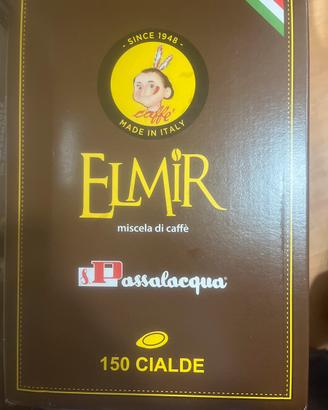 - SINCE 1948 -
caffè
MADE IN ITALY
ELMIR
miscela di caffè
Passalacqua®
150 CIALDE